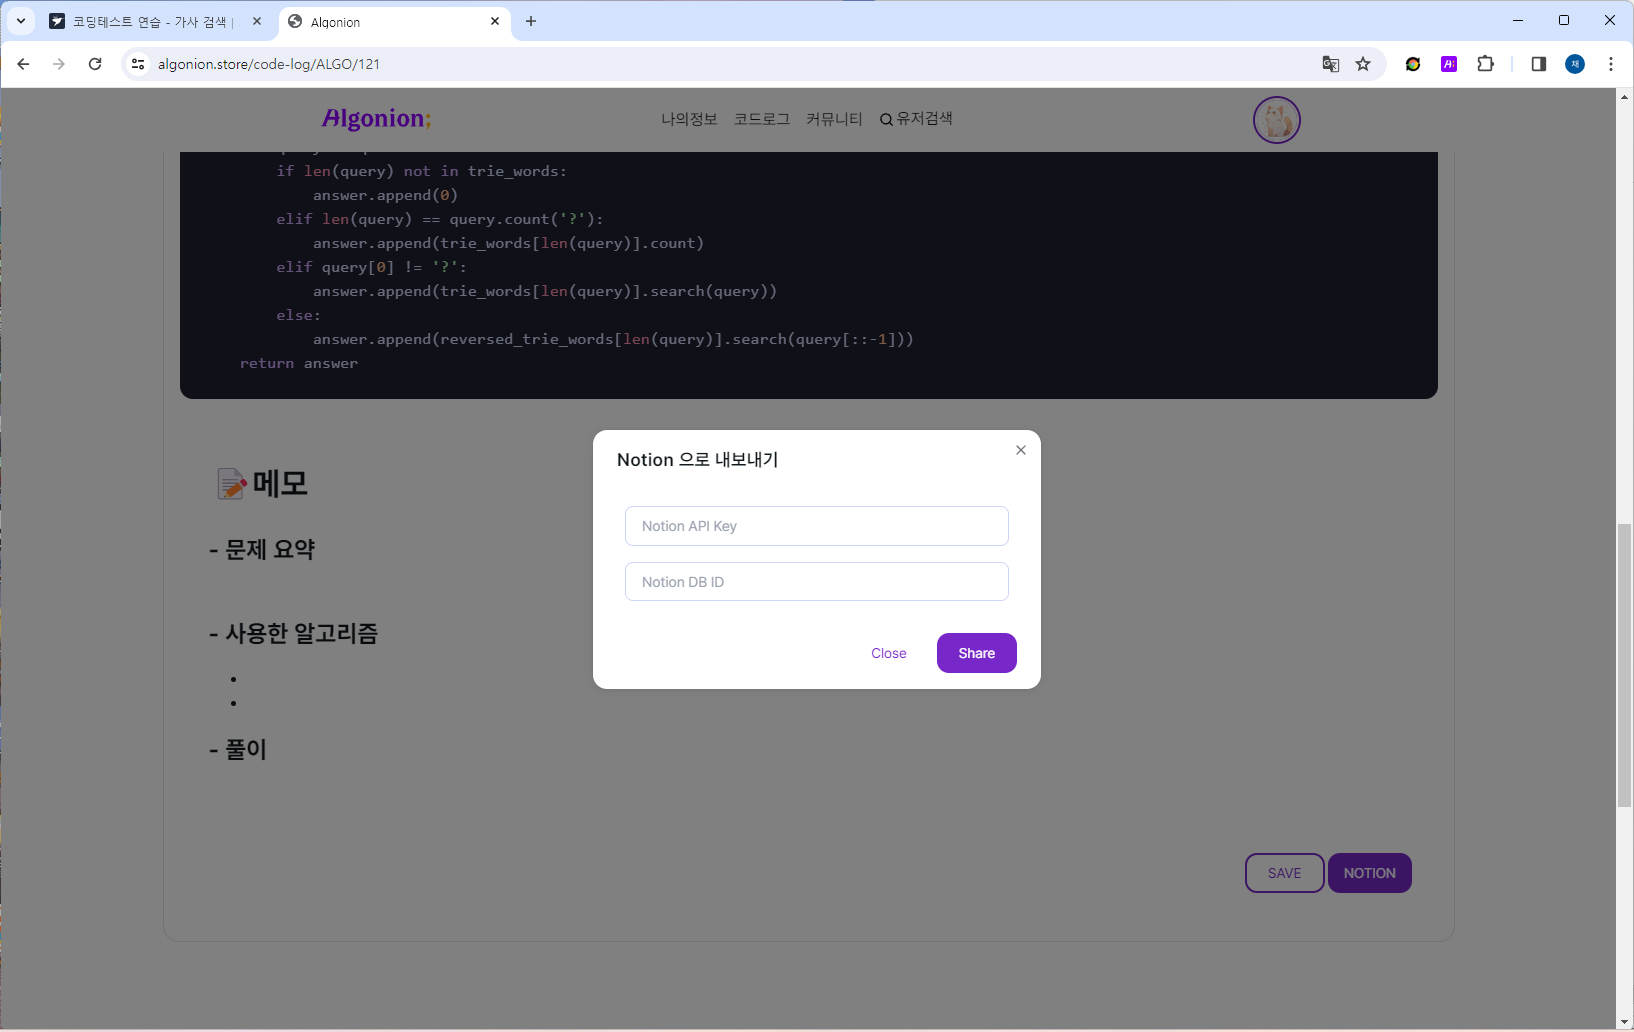 코딩테스트 연습 - 가사 검색 |
Algonion
algonion.store/code-log/ALGO/121
채
Algonion;
나의정보 코드로그 커뮤니티 유저검색
if len(query) not in trie_words:
answer.append(0)
elif len(query) == query.count('?'):
answer.append(trie_words[len(query)].count)
elif query[0] != '?':
answer.append(trie_words[len(query)].search(query))
else:
answer.append(reversed_trie_words[len(query)].search(query[::-1]))
return answer
메모
- 문제 요약
- 사용한 알고리즘
- 풀이
Notion 으로 내보내기
Notion API Key
Notion DB ID
Close
Share
SAVE
NOTION